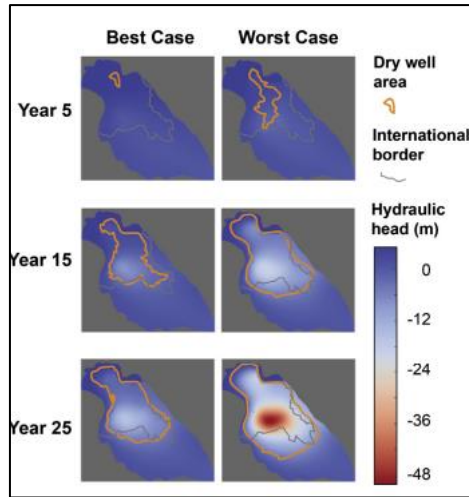 Best Case
Worst Case
Dry well
area
Year 5
International
border
Hydraulic
head (m)
Year 15
0
-12
-24
-36
-48
Year 25